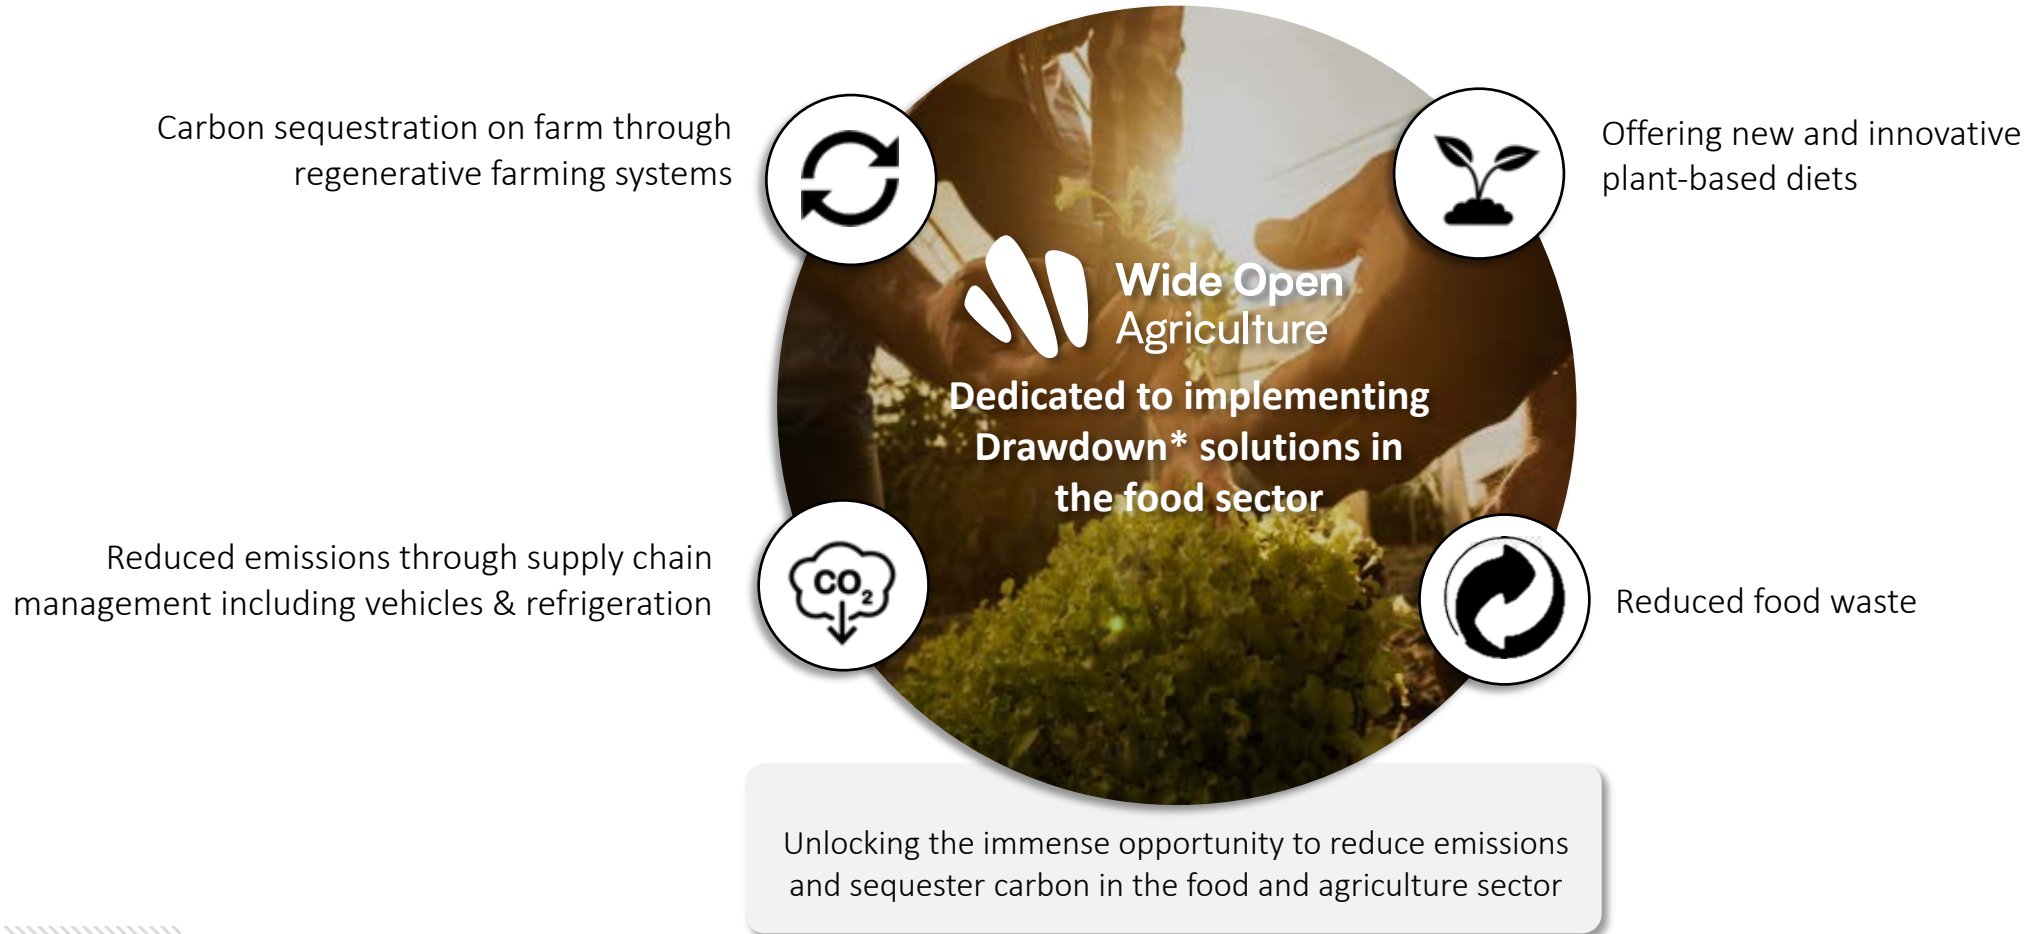 Carbon sequestration on farm through
regenerative farming systems
Offering new and innovative
plant-based diets
Wide Open
Agriculture
Dedicated to implementing
Drawdown* solutions in
the food sector
CO2
Reduced emissions through supply chain
management including vehicles & refrigeration
Reduced food waste
Unlocking the immense opportunity to reduce emissions
and sequester carbon in the food and agriculture sector